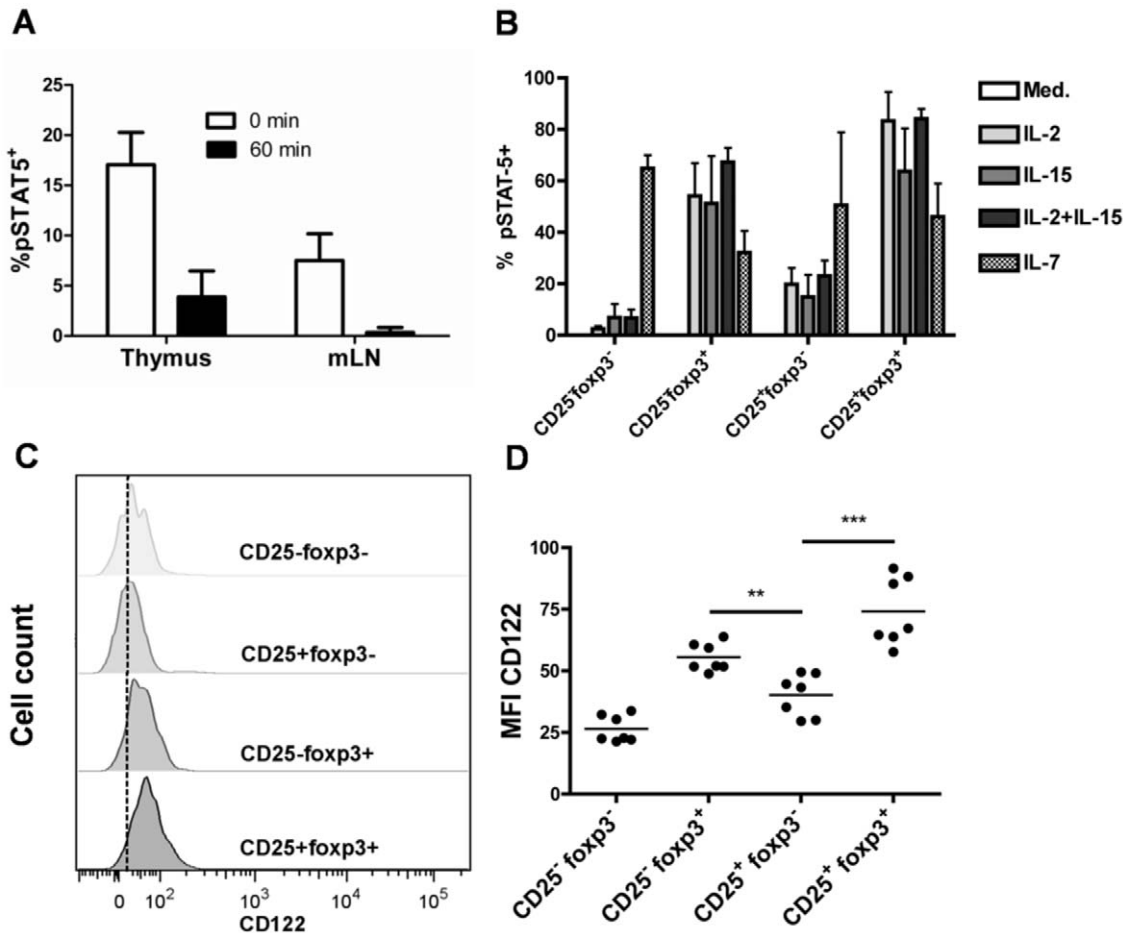 A
%pSTAT5+
25
20
15
10
5
0
0 min
60 min
Thymus
mLN
B
% pSTAT-5+
100
80
60
40
20
0
CD25-foxp3-
CD25-foxp3+
CD25+foxp3-
CD25+foxp3+
Med.
IL-2
IL-15
IL-2+IL-15
IL-7
C
Cell count
CD25-foxp3-
CD25+foxp3-
CD25-foxp3+
CD25+foxp3+
0 10² 10³ 10⁴ 10⁵
CD122
D
MFI CD122
100
75
50
25
0
**
***
CD25- foxp3-
CD25- foxp3+
CD25+ foxp3-
CD25+ foxp3+